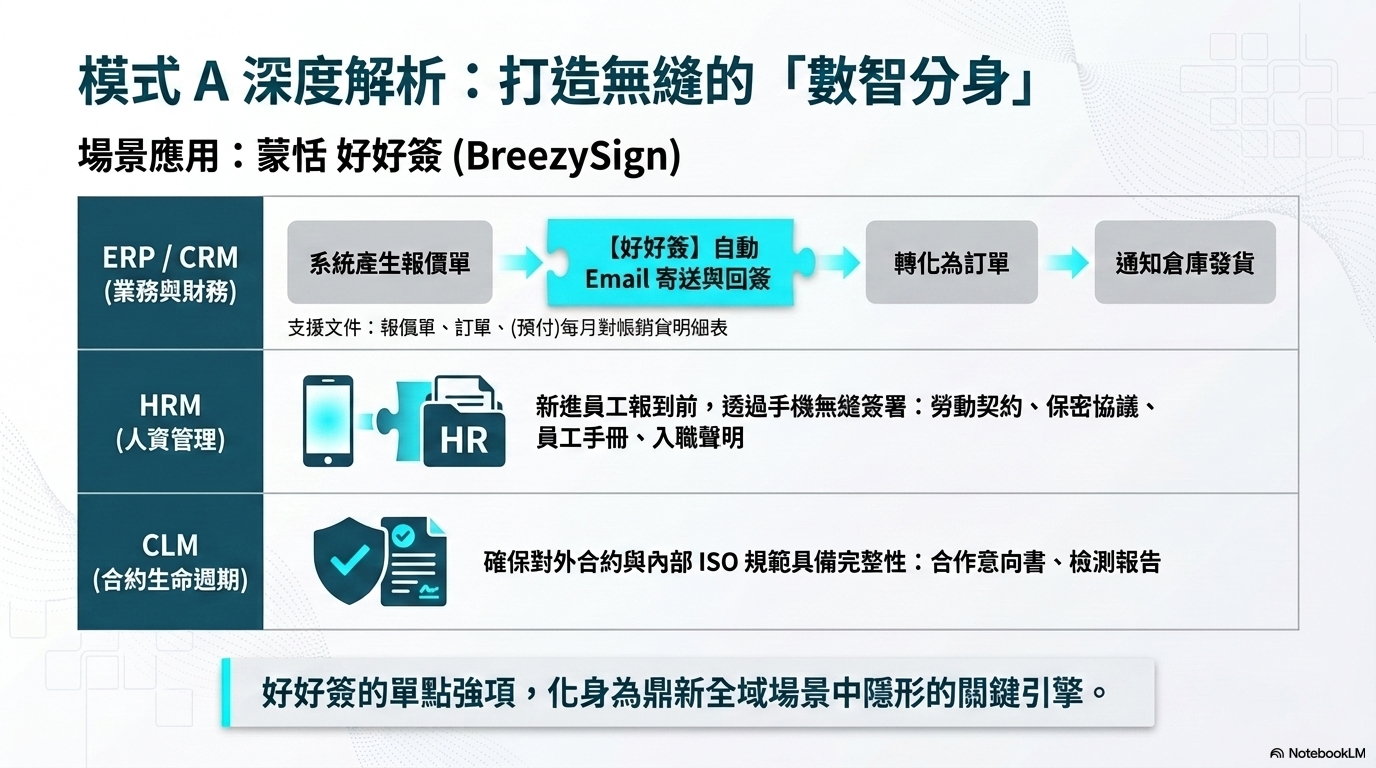 模式 A 深度解析：打造無縫的「數智分身」
場景應用：蒙恬 好好簽 (BreezySign)
ERP / CRM
(業務與財務)
系統產生報價單
【好好簽】自動
Email 寄送與回簽
轉化為訂單
通知倉庫發貨
支援文件：報價單、訂單、(預付)每月對帳銷貨明細表
HRM
(人資管理)
HR
新進員工報到前，透過手機無縫簽署：勞動契約、保密協議、
員工手冊、入職聲明
CLM
(合約生命週期)
確保對外合約與內部 ISO 規範具備完整性：合作意向書、檢測報告
好好簽的單點強項，化身為鼎新全域場景中隱形的關鍵引擎。
NotebookLM